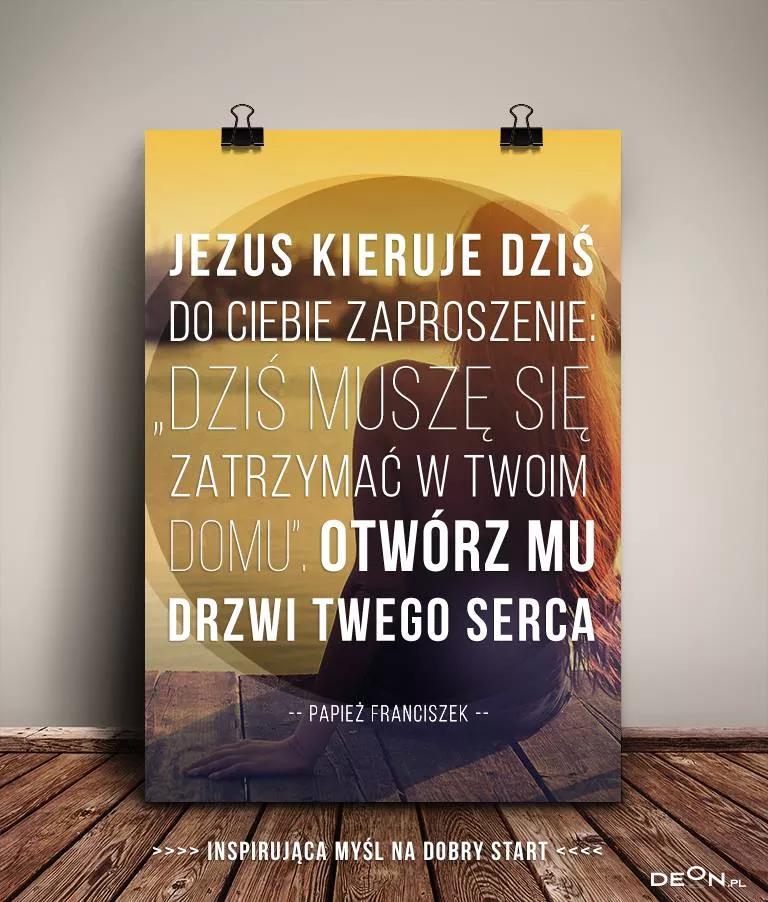 JEZUS KIERUJE DZIŚ
DO CIEBIE ZAPROSZENIE:
„DZIŚ MUSZĘ SIĘ
ZATRZYMAĆ W TWOIM
DOMU”. OTWÓRZ MU
DRZWI TWEGO SERCA
-- PAPIEŻ FRANCISZEK --
>>>> INSPIRUJĄCA MYŚL NA DOBRY START <<<<
DEON.PL